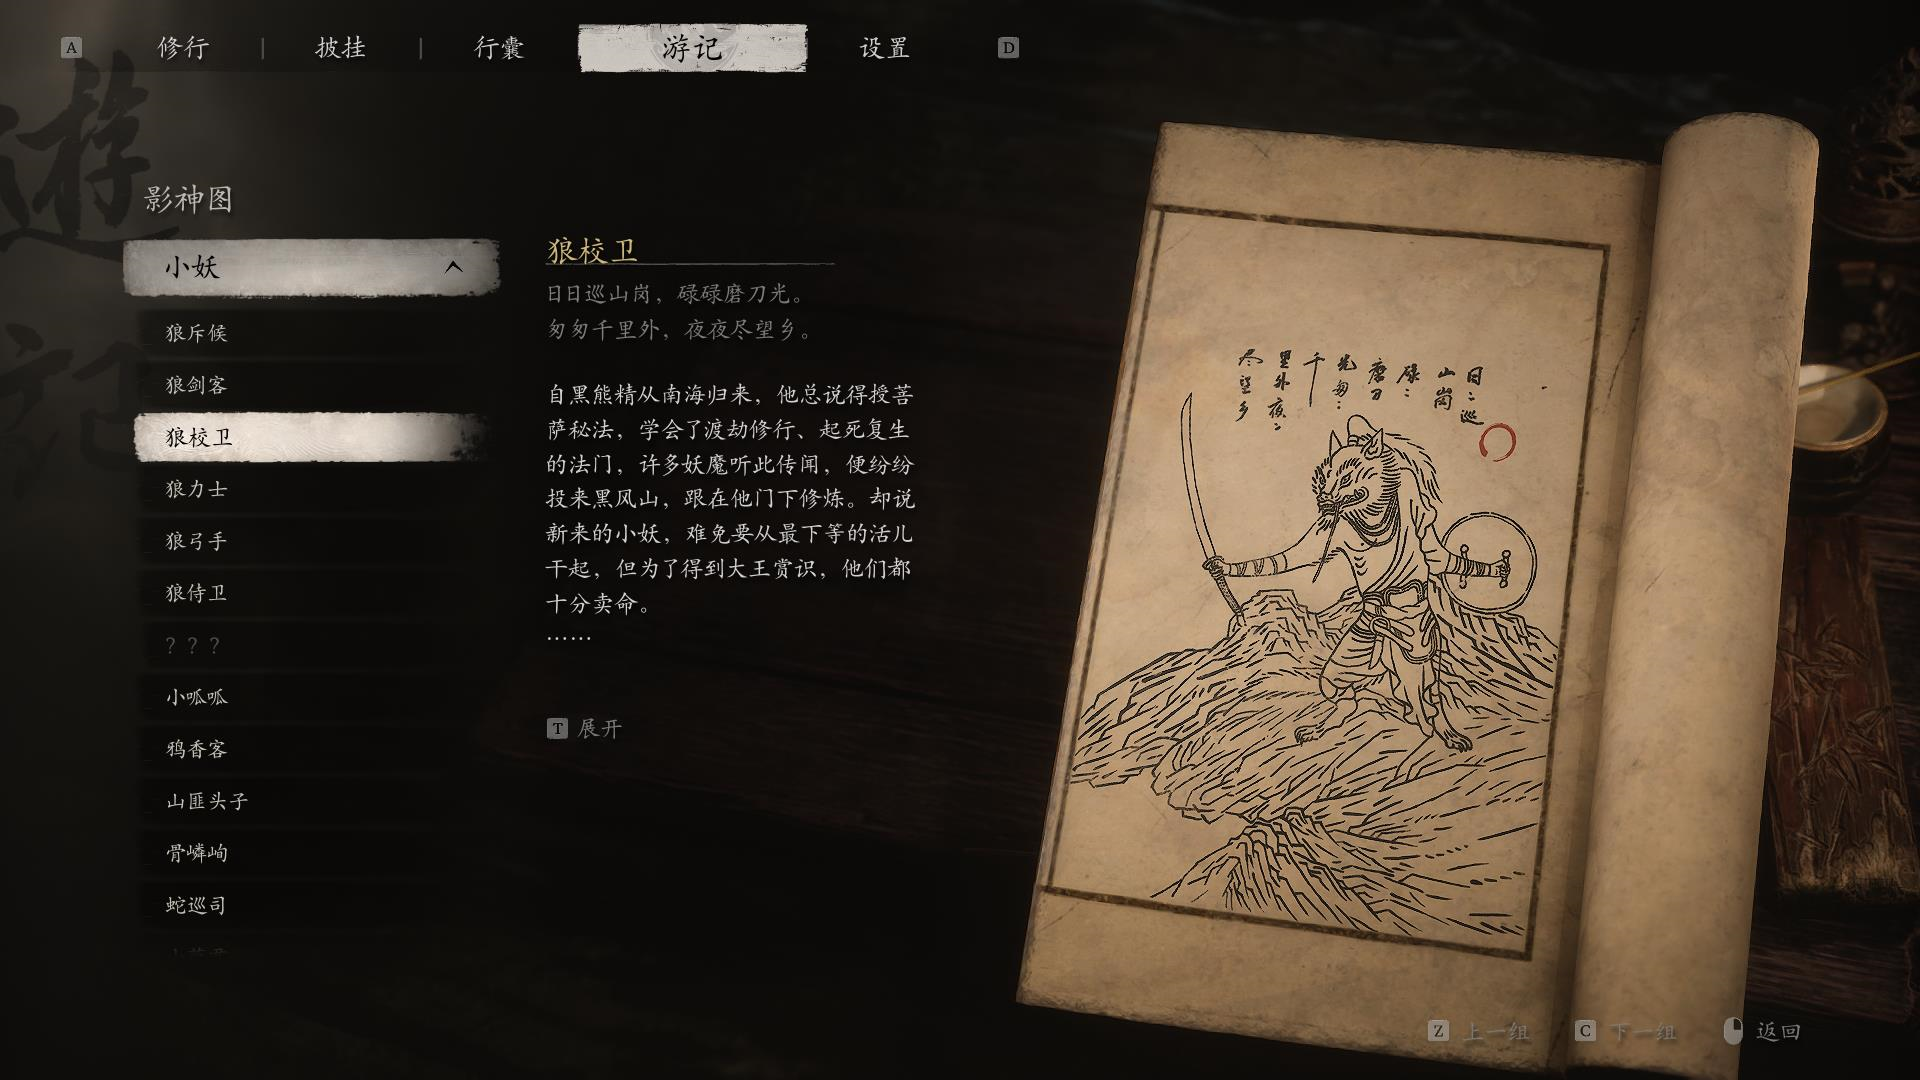 A 修行 | 披挂 | 行囊 游记 设置 D
遊記
影神图
小妖
狼斥候
狼剑客
狼校卫
狼力士
狼弓手
狼侍卫
？？？
小呱呱
鸦香客
山匪头子
骨嶙峋
蛇巡司
狼校卫
日日巡山岗，碌碌磨刀光。
匆匆千里外，夜夜尽望乡。
自黑熊精从南海归来，他总说得授菩
萨秘法，学会了渡劫修行、起死复生
的法门，许多妖魔听此传闻，便纷纷
投来黑风山，跟在他门下修炼。却说
新来的小妖，难免要从最下等的活儿
干起，但为了得到大王赏识，他们都
十分卖命。
……
T 展开
日〻巡
山岗
碌〻
磨刀
光匆〻
千
里外夜〻
尽望乡
Z 上一组 C 下一组 返回